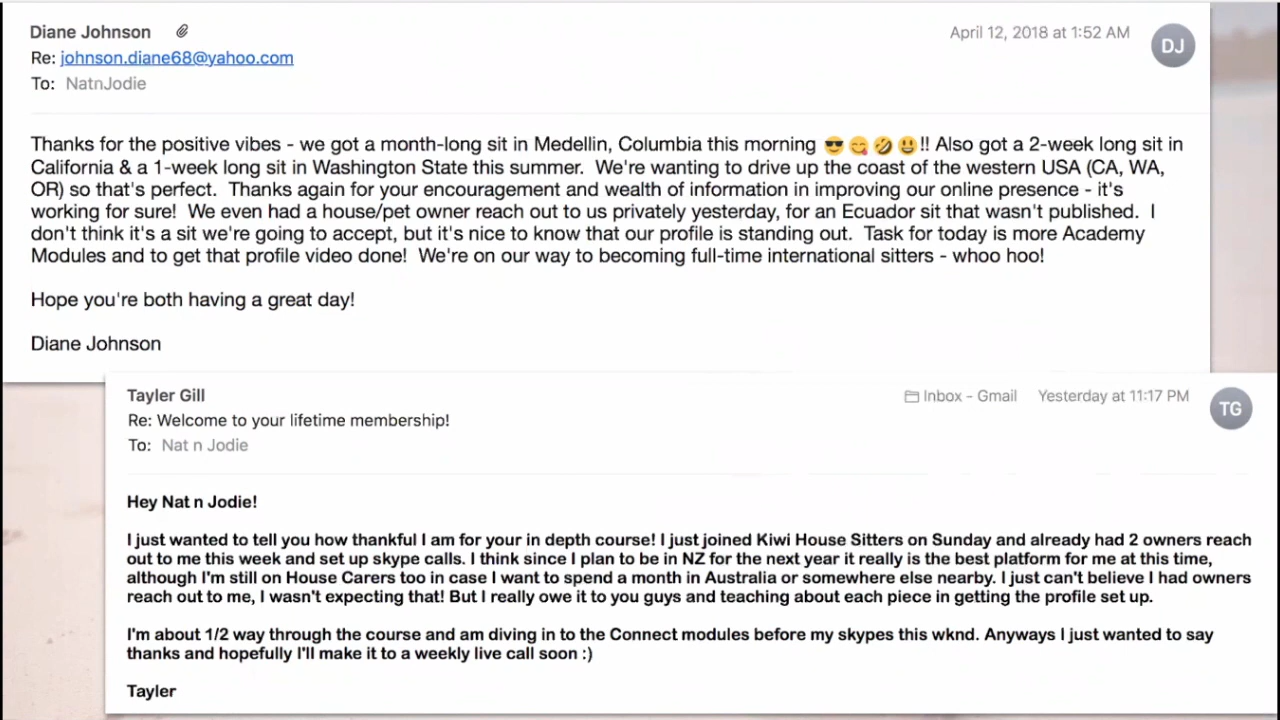 Diane Johnson
April 12, 2018 at 1:52 AM
DJ
Re: johnson.diane68@yahoo.com
To: NatnJodie
Thanks for the positive vibes - we got a month-long sit in Medellin, Columbia this morning 😎😋🤣😃!! Also got a 2-week long sit in
California & a 1-week long sit in Washington State this summer. We're wanting to drive up the coast of the western USA (CA, WA,
OR) so that's perfect. Thanks again for your encouragement and wealth of information in improving our online presence - it's
working for sure! We even had a house/pet owner reach out to us privately yesterday, for an Ecuador sit that wasn't published. I
don't think it's a sit we're going to accept, but it's nice to know that our profile is standing out. Task for today is more Academy
Modules and to get that profile video done! We're on our way to becoming full-time international sitters - whoo hoo!
Hope you're both having a great day!
Diane Johnson
Tayler Gill
Inbox - Gmail
Yesterday at 11:17 PM
TG
Re: Welcome to your lifetime membership!
To: Nat n Jodie
Hey Nat n Jodie!
I just wanted to tell you how thankful I am for your in depth course! I just joined Kiwi House Sitters on Sunday and already had 2 owners reach
out to me this week and set up skype calls. I think since I plan to be in NZ for the next year it really is the best platform for me at this time,
although I'm still on House Carers too in case I want to spend a month in Australia or somewhere else nearby. I just can't believe I had owners
reach out to me, I wasn't expecting that! But I really owe it to you guys and teaching about each piece in getting the profile set up.
I'm about 1/2 way through the course and am diving in to the Connect modules before my skypes this wknd. Anyways I just wanted to say
thanks and hopefully I'll make it to a weekly live call soon :)
Tayler